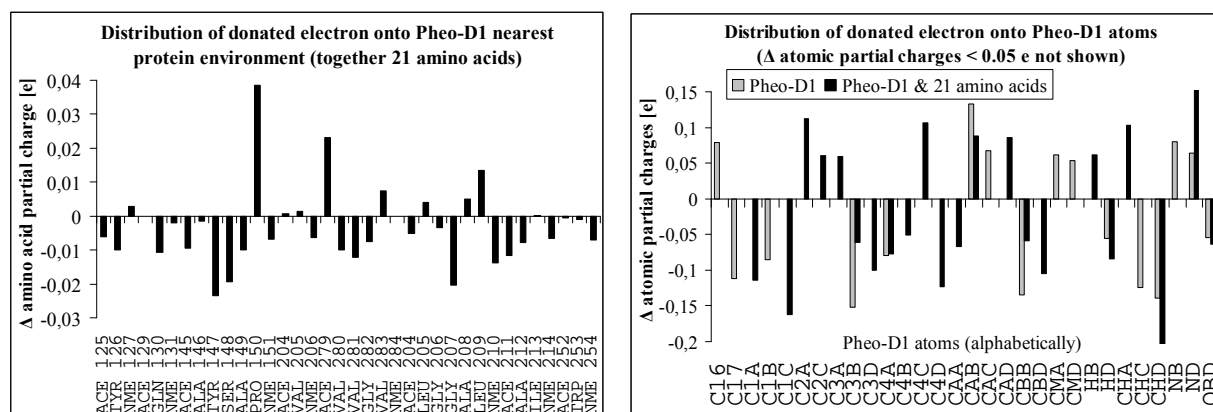 Distribution of donated electron onto Pheo-D1 nearest
protein environment (together 21 amino acids)
Δ amino acid partial charge [e]
0,04
0,03
0,02
0,01
0
-0,01
-0,02
-0,03
ACE 125
TYR 126
NME 127
ACE 129
GLN 130
NME 131
ACE 145
ALA 146
TYR 147
SER 148
ALA 149
PRO 150
NME 151
ACE 204
VAL 205
NME 206
ACE 279
VAL 280
VAL 281
GLY 282
VAL 283
NME 284
ACE 204
LEU 205
GLY 206
GLY 207
ALA 208
LEU 209
NME 210
ACE 211
ALA 212
ILE 213
NME 214
ACE 252
TRP 253
NME 254
Distribution of donated electron onto Pheo-D1 atoms
(Δ atomic partial charges < 0.05 e not shown)
Δ atomic partial charges [e]
Pheo-D1
Pheo-D1 & 21 amino acids
0,15
0,1
0,05
0
-0,05
-0,1
-0,15
-0,2
Pheo-D1 atoms (alphabetically)
C16
C17
C1A
C1B
C1C
C2A
C2C
C3A
C3B
C3D
C4A
C4B
C4C
C4D
CAA
CAB
CAC
CAD
CBB
CBD
CMA
CMD
HB
HD
CHA
CHC
CHD
NB
ND
OBD